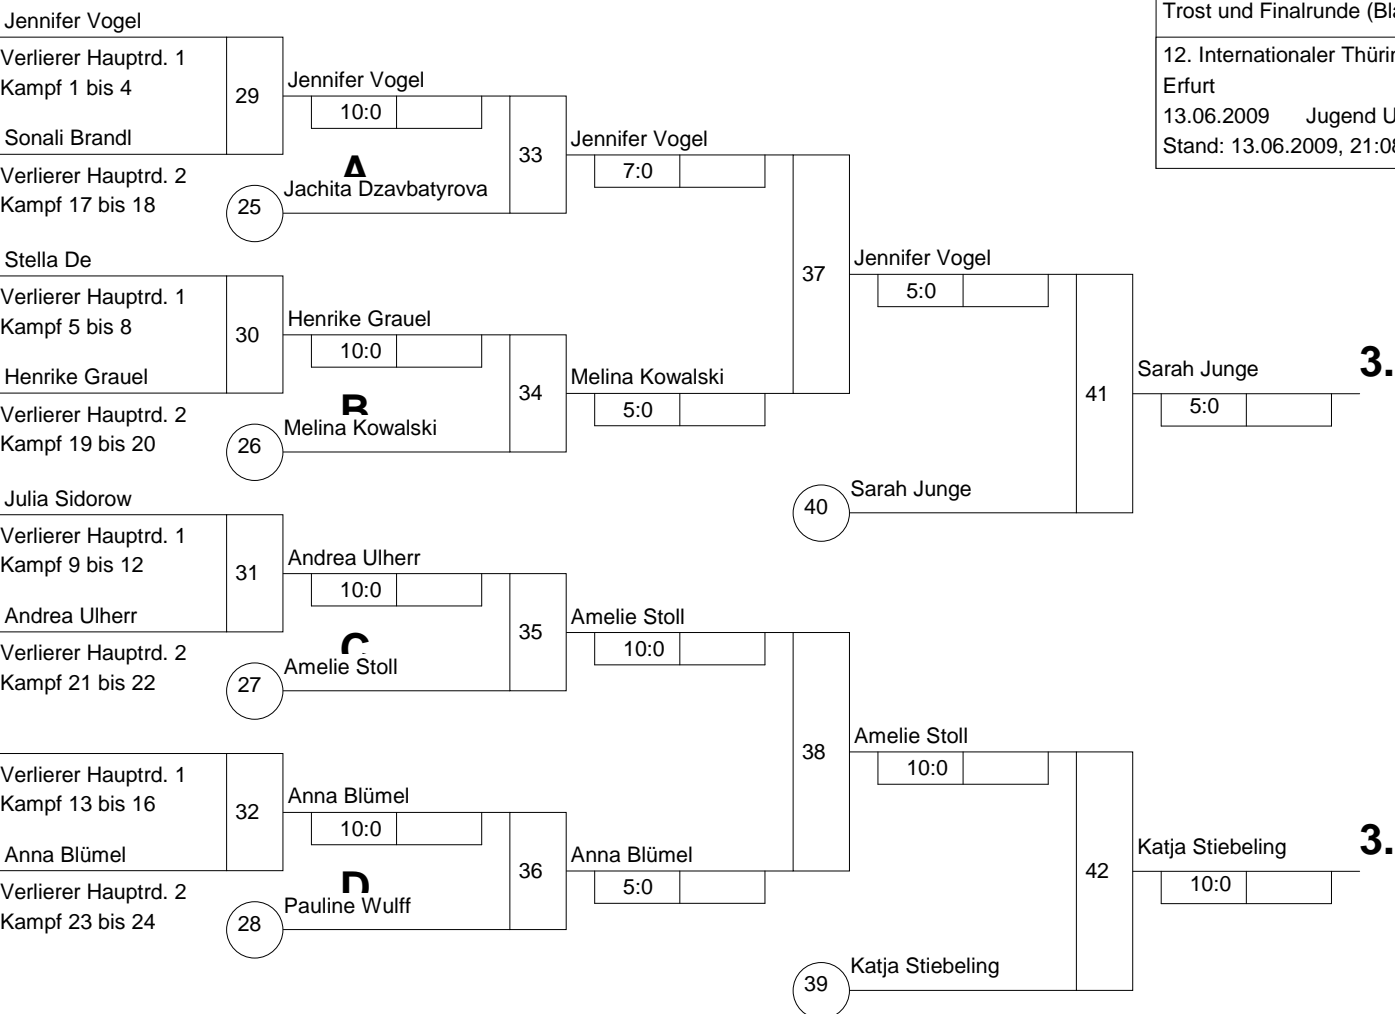 Jennifer Vogel
Verlierer Hauptrd. 1
Kampf 1 bis 4
29
Sonali Brandl
Verlierer Hauptrd. 2
Kampf 17 bis 18
Jennifer Vogel
10:0
A
25
Jachita Dzavbatyrova
33
Jennifer Vogel
7:0
Stella De
Verlierer Hauptrd. 1
Kampf 5 bis 8
30
Henrike Grauel
Verlierer Hauptrd. 2
Kampf 19 bis 20
Henrike Grauel
10:0
B
26
Melina Kowalski
34
Melina Kowalski
5:0
37
Jennifer Vogel
5:0
Julia Sidorow
Verlierer Hauptrd. 1
Kampf 9 bis 12
31
Andrea Ulherr
Verlierer Hauptrd. 2
Kampf 21 bis 22
Andrea Ulherr
10:0
C
27
Amelie Stoll
35
Amelie Stoll
10:0
Verlierer Hauptrd. 1
Kampf 13 bis 16
32
Anna Blümel
Verlierer Hauptrd. 2
Kampf 23 bis 24
Anna Blümel
10:0
D
28
Pauline Wulff
36
Anna Blümel
5:0
38
Amelie Stoll
10:0
40
Sarah Junge
41
Sarah Junge
5:0
3.
39
Katja Stiebeling
42
Katja Stiebeling
10:0
3.
Trost und Finalrunde
12. Internationaler
Erfurt
13.06.2009 Jugend
Stand: 13.06.2009,